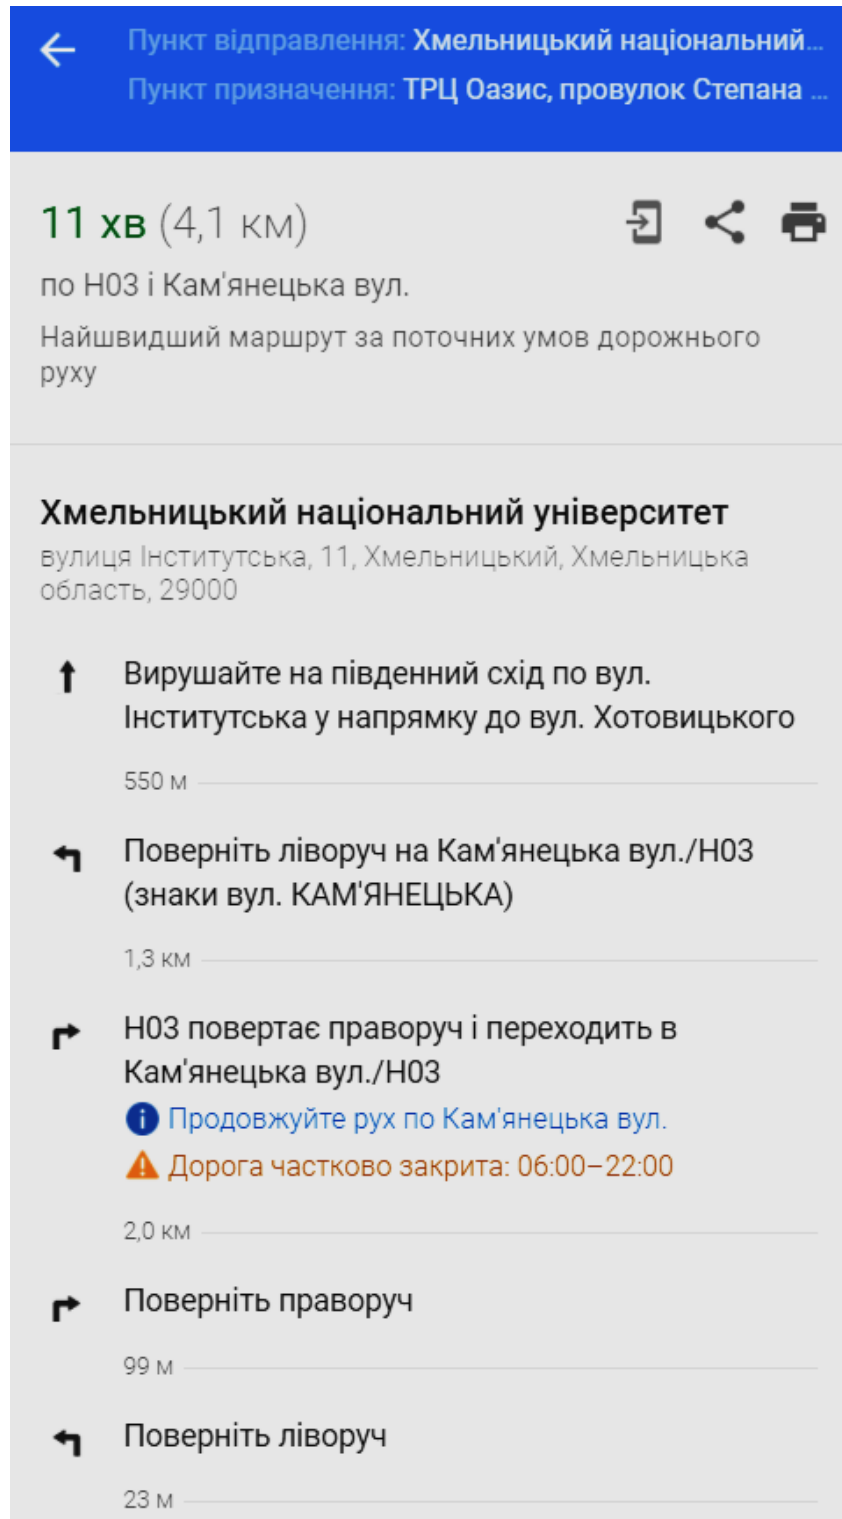 Пункт відправлення: Хмельницький національний...
Пункт призначення: ТРЦ Оазис, провулок Степана ...
11 хв (4,1 км)
по Н03 і Кам'янецька вул.
Найшвидший маршрут за поточних умов дорожнього
руху
Хмельницький національний університет
вулиця Інститутська, 11, Хмельницький, Хмельницька
область, 29000
Вирушайте на південний схід по вул.
Інститутська у напрямку до вул. Хотовицького
550 м
Поверніть ліворуч на Кам'янецька вул./Н03
(знаки вул. КАМ'ЯНЕЦЬКА)
1,3 км
Н03 повертає праворуч і переходить в
Кам'янецька вул./Н03
Продовжуйте рух по Кам'янецька вул.
Дорога частково закрита: 06:00–22:00
2,0 км
Поверніть праворуч
99 м
Поверніть ліворуч
23 м